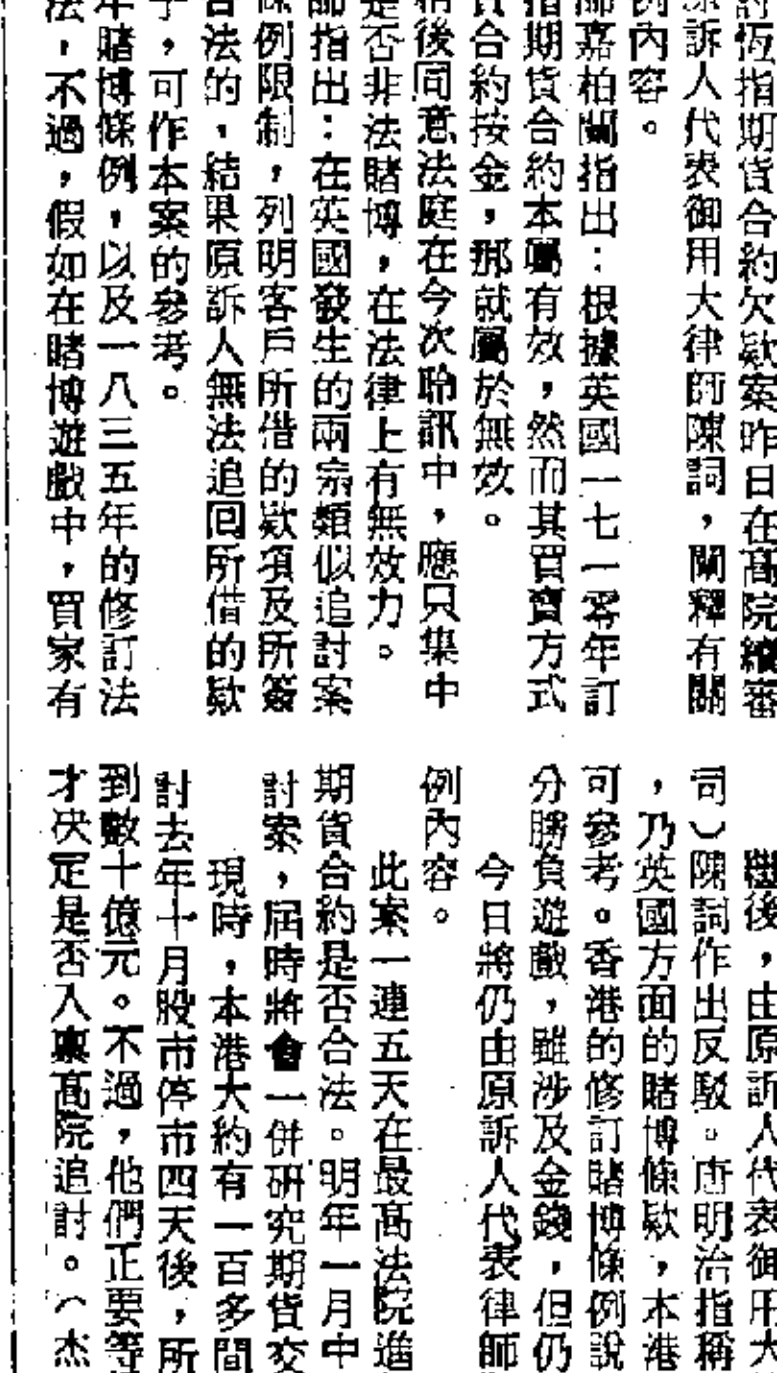 討恆指期貨合約欠款案昨日在高院續審
訴人代表御用大律師陳詞，闡釋有關
例內容。
師嘉柏闌指出：根據英國一七一零年訂
指期貨合約本屬有效，然而其買賣方式
貨合約按金，那就屬於無效。
稍後同意法庭在今次聆訊中，應只集中
是否非法賭博，在法律上有無效力。
師指出：在英國發生的兩宗類似追討案
條例限制，列明客戶所借的款項及所簽
合法的，結果原訴人無法追回所借的款
子，可作本案的參考。
年賭博條例，以及一八三五年的修訂法
法，不過，假如在賭博遊戲中，買家有
繼後，由原訴人代表御用大
司）陳詞作出反駁。唐明治指稱
，乃英國方面的賭博條款，本港
可參考。香港的修訂賭博條例說
分勝負遊戲，雖涉及金錢，但仍
今日將仍由原訴人代表律師
例內容。
此案一連五天在最高法院進
期貨合約是否合法。明年一月中
討案，屆時將會一併研究期貨交
現時，本港大約有一百多間
討去年十月股市停市四天後，所
到數十億元。不過，他們正要等
才決定是否入稟高院追討。（杰